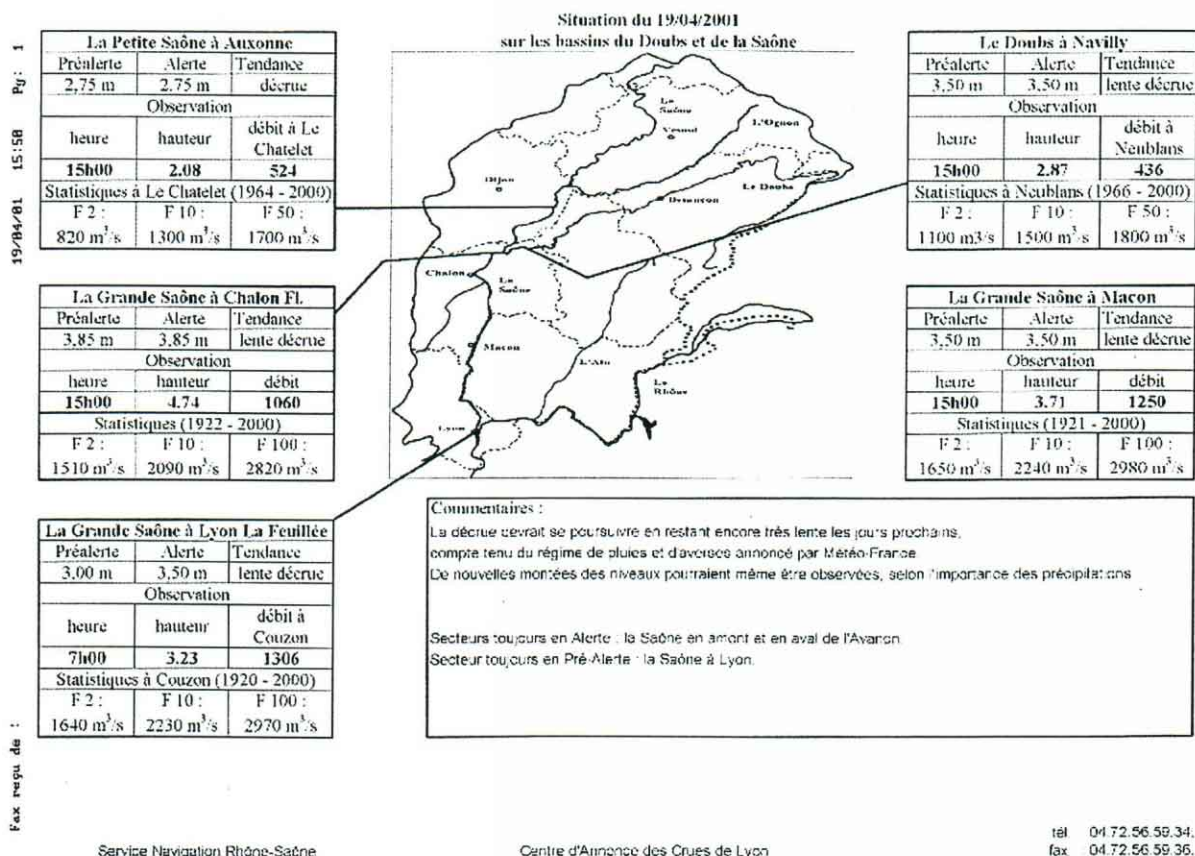 Situation du 19/04/2001
sur les bassins du Doubs et de la Saône
19/04/01 15:58 Pg: 1
Fax reçu de :
La Petite Saône à Auxonne
Préalerte Alerte Tendance
2,75 m 2,75 m décrue
Observation
heure hauteur débit à Le Chatelet
15h00 2.08 524
Statistiques à Le Chatelet (1964 - 2000)
F 2 : F 10 : F 50 :
820 m³/s 1300 m³/s 1700 m³/s
La Grande Saône à Chalon Fl.
Préalerte Alerte Tendance
3,85 m 3,85 m lente décrue
Observation
heure hauteur débit
15h00 4.74 1060
Statistiques (1922 - 2000)
F 2 : F 10 : F 100 :
1510 m³/s 2090 m³/s 2820 m³/s
La Grande Saône à Lyon La Feuillée
Préalerte Alerte Tendance
3,00 m 3,50 m lente décrue
Observation
heure hauteur débit à Couzon
7h00 3.23 1306
Statistiques à Couzon (1920 - 2000)
F 2 : F 10 : F 100 :
1640 m³/s 2230 m³/s 2970 m³/s
La Saône
Vesoul
L'Ognon
Dijon
Le Doubs
Besançon
Chalon
La Saône
Macon
L'Ain
Le Rhône
Lyon
Le Doubs à Navilly
Préalerte Alerte Tendance
3,50 m 3,50 m lente décrue
Observation
heure hauteur débit à Neublans
15h00 2.87 436
Statistiques à Neublans (1966 - 2000)
F 2 : F 10 : F 50 :
1100 m3/s 1500 m³/s 1800 m³/s
La Grande Saône à Macon
Préalerte Alerte Tendance
3,50 m 3,50 m lente décrue
Observation
heure hauteur débit
15h00 3.71 1250
Statistiques (1921 - 2000)
F 2 : F 10 : F 100 :
1650 m³/s 2240 m³/s 2980 m³/s
Commentaires :
La décrue devrait se poursuivre en restant encore très lente les jours prochains,
compte tenu du régime de pluies et d'averses annoncé par Météo-France
De nouvelles montées des niveaux pourraient même être observées, selon l'importance des précipitations
Secteurs toujours en Alerte : la Saône en amont et en aval de l'Avanon.
Secteur toujours en Pré-Alerte : la Saône à Lyon.
Service Navigation Rhône-Saône
Centre d'Annonce des Crues de Lyon
tél 04.72.56.59.34.
fax 04.72.56.59.36.